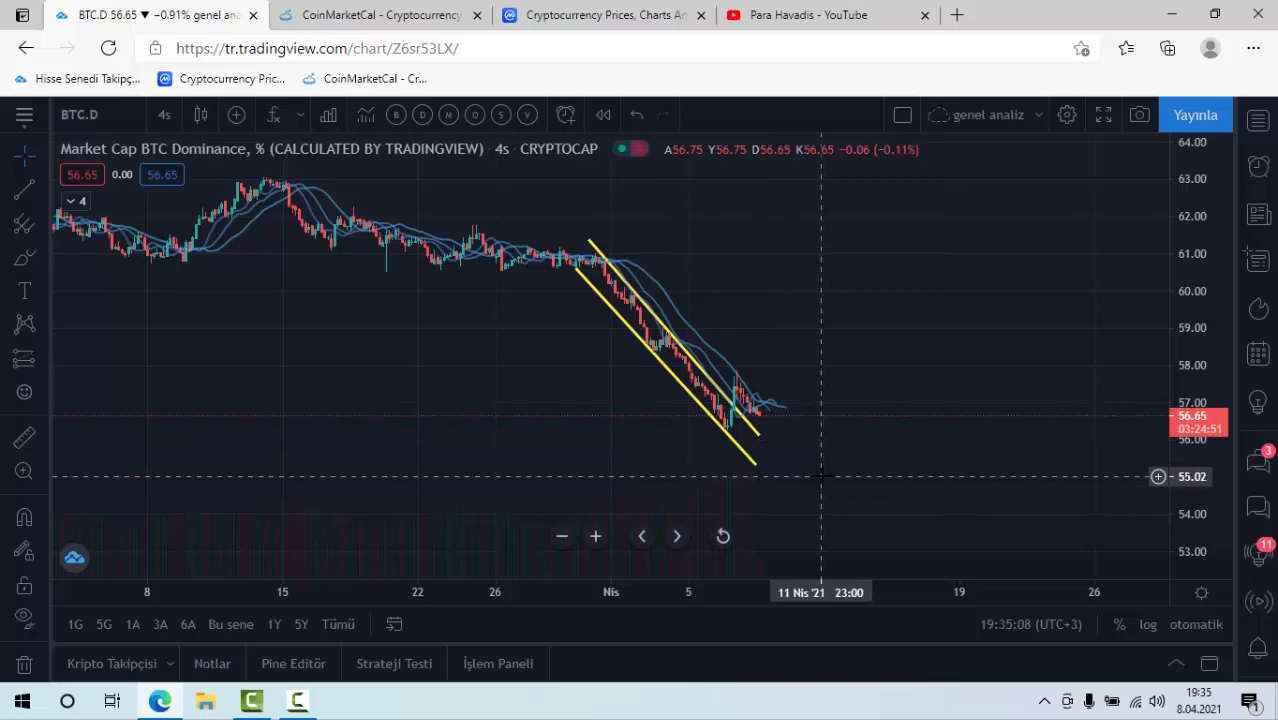 BTC.D 56.65 ▼ −0.91% genel ana
CoinMarketCal - Cryptocurrency
Cryptocurrency Prices, Charts An
Para Havadis - YouTube
https://tr.tradingview.com/chart/Z6sr53LX/
Hisse Senedi Takipç...
Cryptocurrency Pric...
CoinMarketCal - Cr...
BTC.D
4s
B D M O S V
genel analiz
Yayınla
Market Cap BTC Dominance, % (CALCULATED BY TRADINGVIEW) · 4s · CRYPTOCAP
A56.75 Y56.75 D56.65 K56.65 −0.06 (−0.11%)
56.65 0.00 56.65
4
64.00
63.00
62.00
61.00
60.00
59.00
58.00
57.00
56.65
03:24:51
56.00
55.02
54.00
53.00
3
11
8 15 22 26 Nis 5 11 Nis '21 23:00 19 26
1G 5G 1A 3A 6A Bu sene 1Y 5Y Tümü
19:35:08 (UTC+3) % log otomatik
Kripto Takipçisi Notlar Pine Editör Strateji Testi İşlem Paneli
19:35
8.04.2021
1